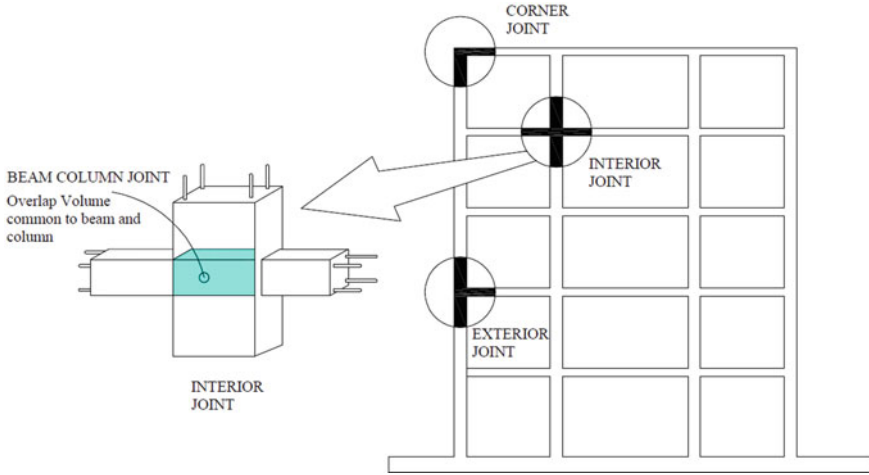 CORNER
JOINT
INTERIOR
JOINT
BEAM COLUMN JOINT
Overlap Volume
common to beam and
column
EXTERIOR
JOINT
INTERIOR
JOINT